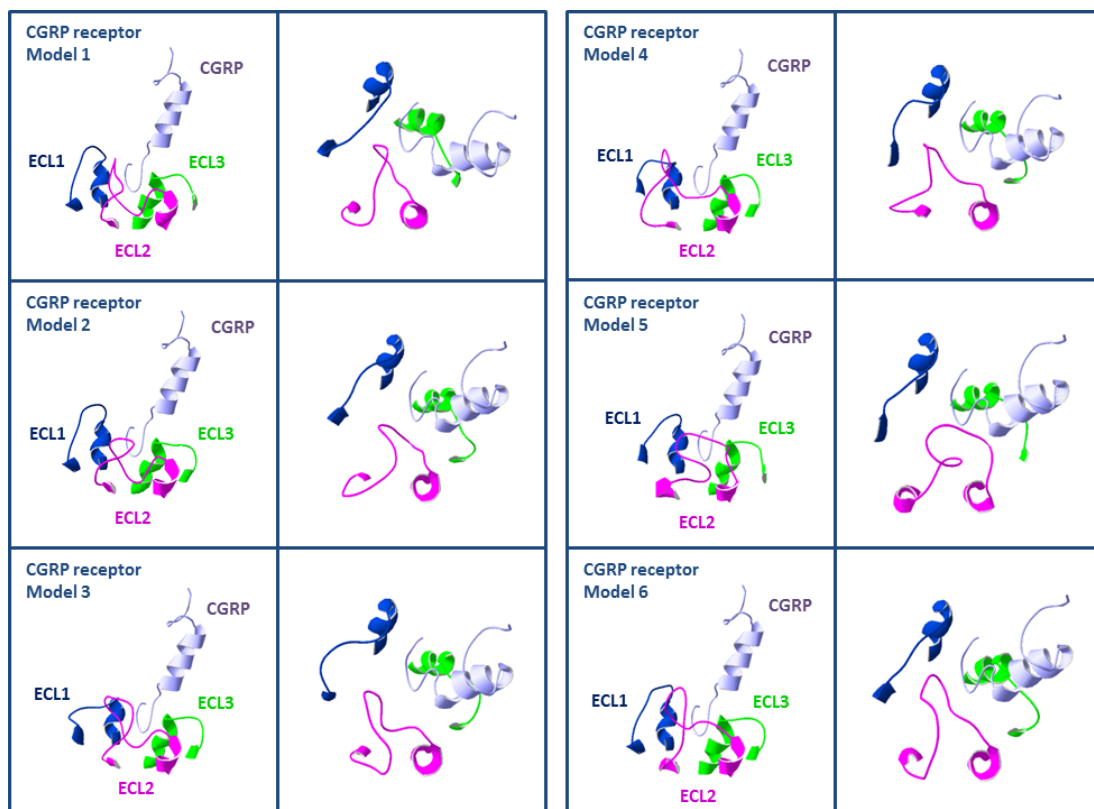 CGRP receptor
Model 1
CGRP
ECL1
ECL3
ECL2
CGRP receptor
Model 2
CGRP
ECL1
ECL3
ECL2
CGRP receptor
Model 3
CGRP
ECL1
ECL3
ECL2
CGRP receptor
Model 4
CGRP
ECL1
ECL3
ECL2
CGRP receptor
Model 5
CGRP
ECL1
ECL3
ECL2
CGRP receptor
Model 6
CGRP
ECL1
ECL3
ECL2